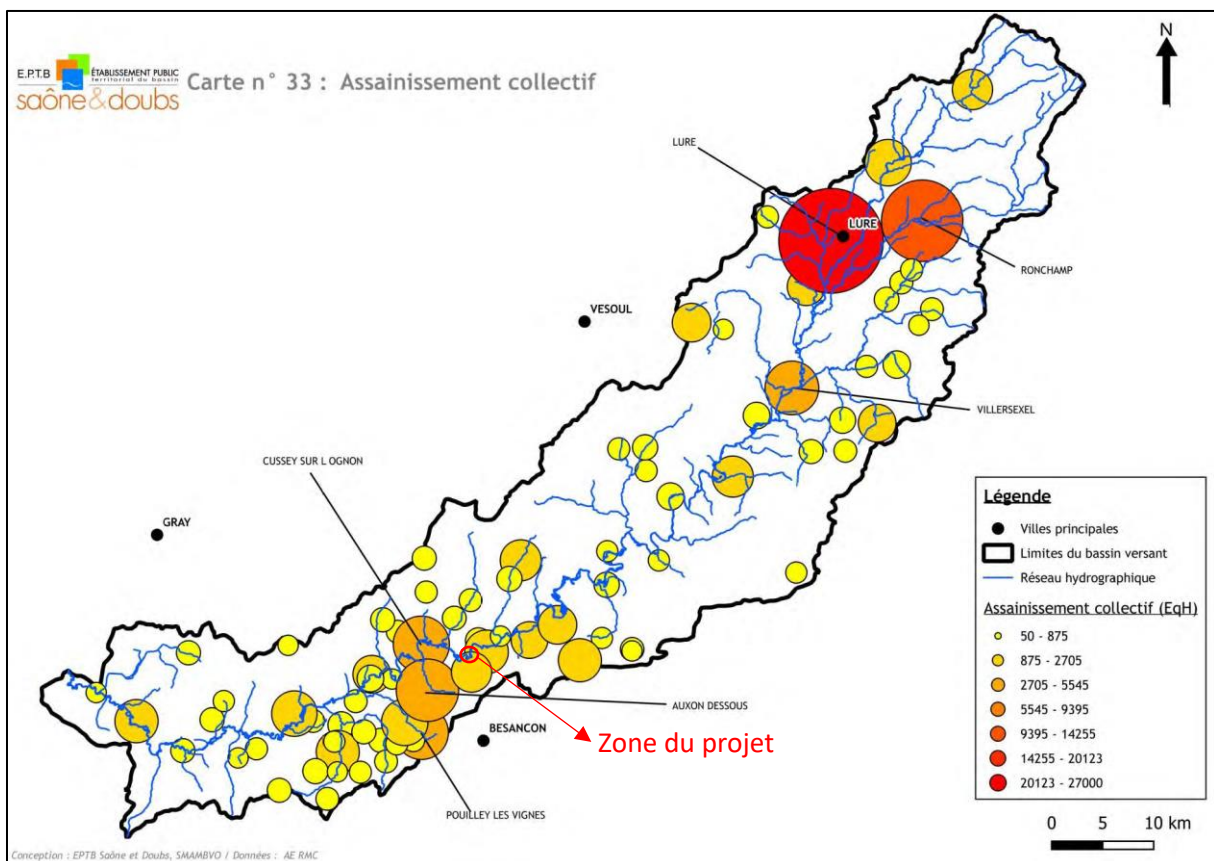 E.P.T.B
ÉTABLISSEMENT PUBLIC
territorial du bassin
saône&doubs
Carte n° 33 : Assainissement collectif
N
LURE
LURE
RONCHAMP
VESOUL
VILLERSEXEL
CUSSEY SUR L OGNON
GRAY
AUXON DESSOUS
BESANCON
Zone du projet
POUILLEY LES VIGNES
Légende
Villes principales
Limites du bassin versant
Réseau hydrographique
Assainissement collectif (EqH)
50 - 875
875 - 2705
2705 - 5545
5545 - 9395
9395 - 14255
14255 - 20123
20123 - 27000
0 5 10 km
Conception : EPTB Saône et Doubs, SMAMBVO / Données : AE RMC